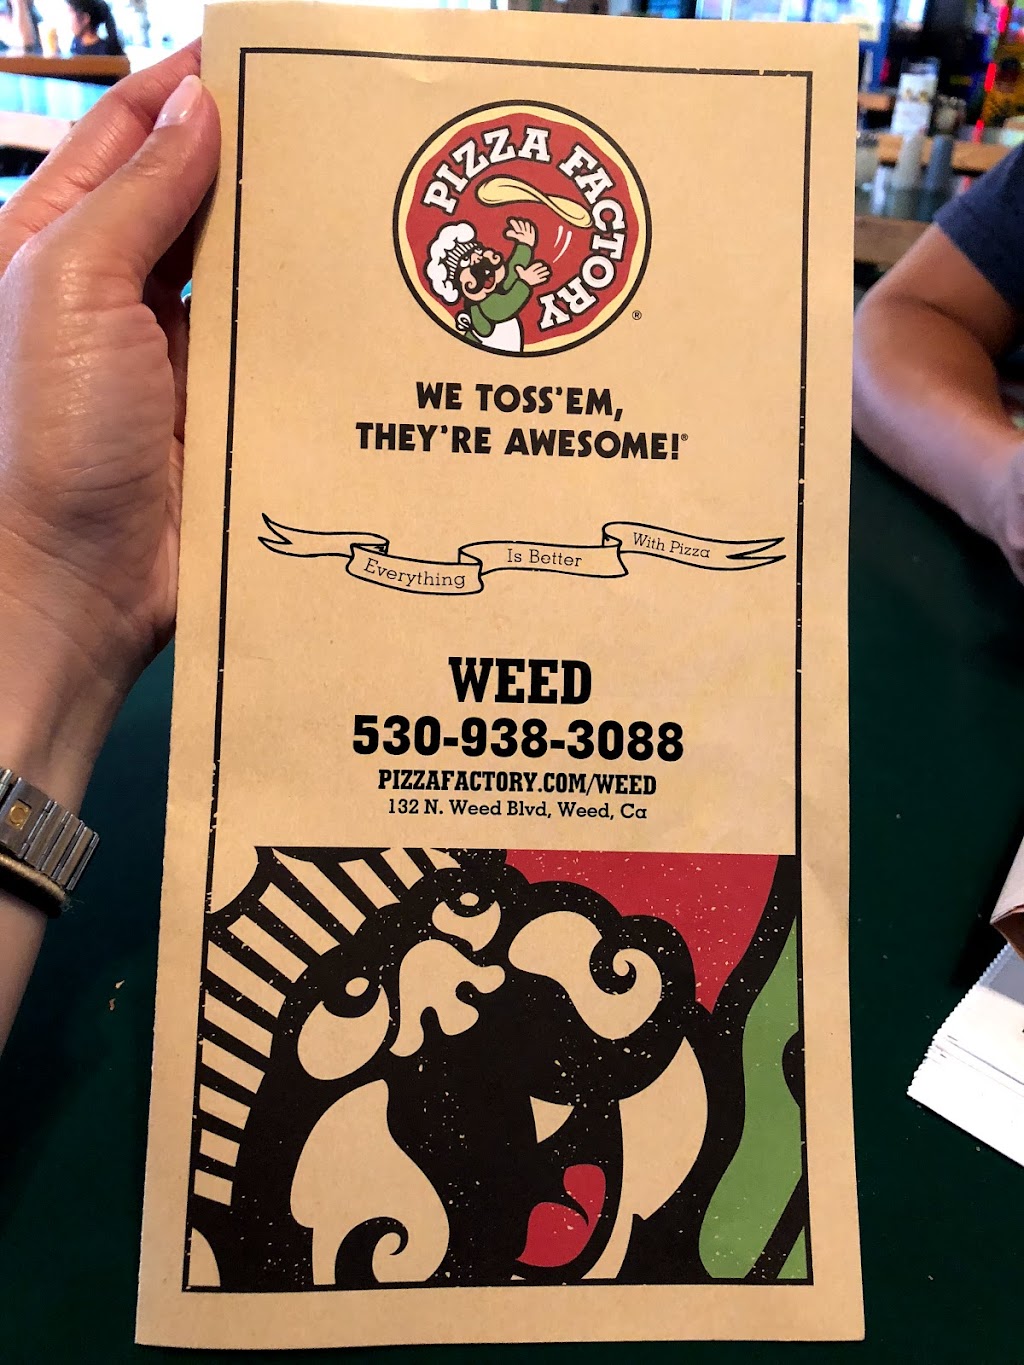 PIZZA FACTORY
®
WE TOSS'EM,
THEY'RE AWESOME!®
Everything Is Better With Pizza
WEED
530-938-3088
PIZZAFACTORY.COM/WEED
132 N. Weed Blvd, Weed, Ca